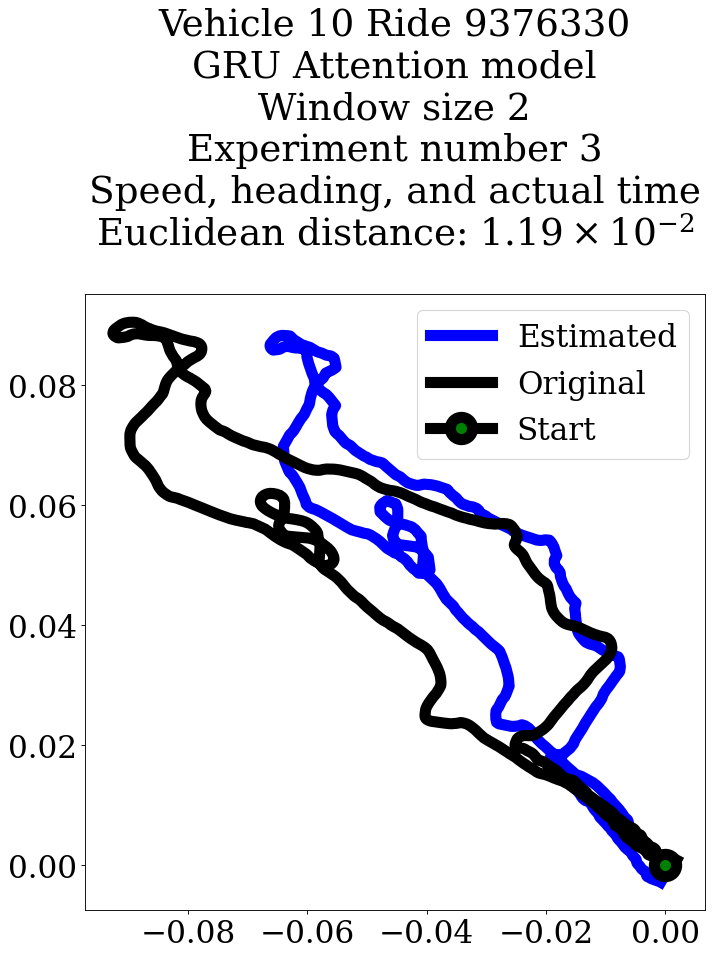 Vehicle 10 Ride 9376330
GRU Attention model
Window size 2
Experiment number 3
Speed, heading, and actual time
Euclidean distance: 1.19 × 10⁻²
Estimated
Original
Start
0.08
0.06
0.04
0.02
0.00
−0.08 −0.06 −0.04 −0.02 0.00